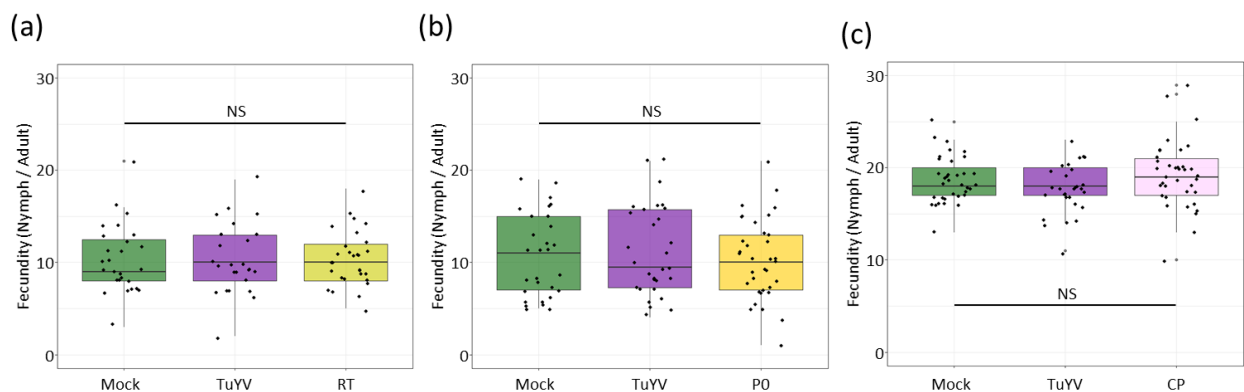 (a)
Fecundity (Nymph / Adult)
30
20
10
0
NS
Mock TuYV RT
(b)
Fecundity (Nymph / Adult)
30
20
10
0
NS
Mock TuYV P0
(c)
Fecundity (Nymph / Adult)
30
20
10
0
NS
Mock TuYV CP